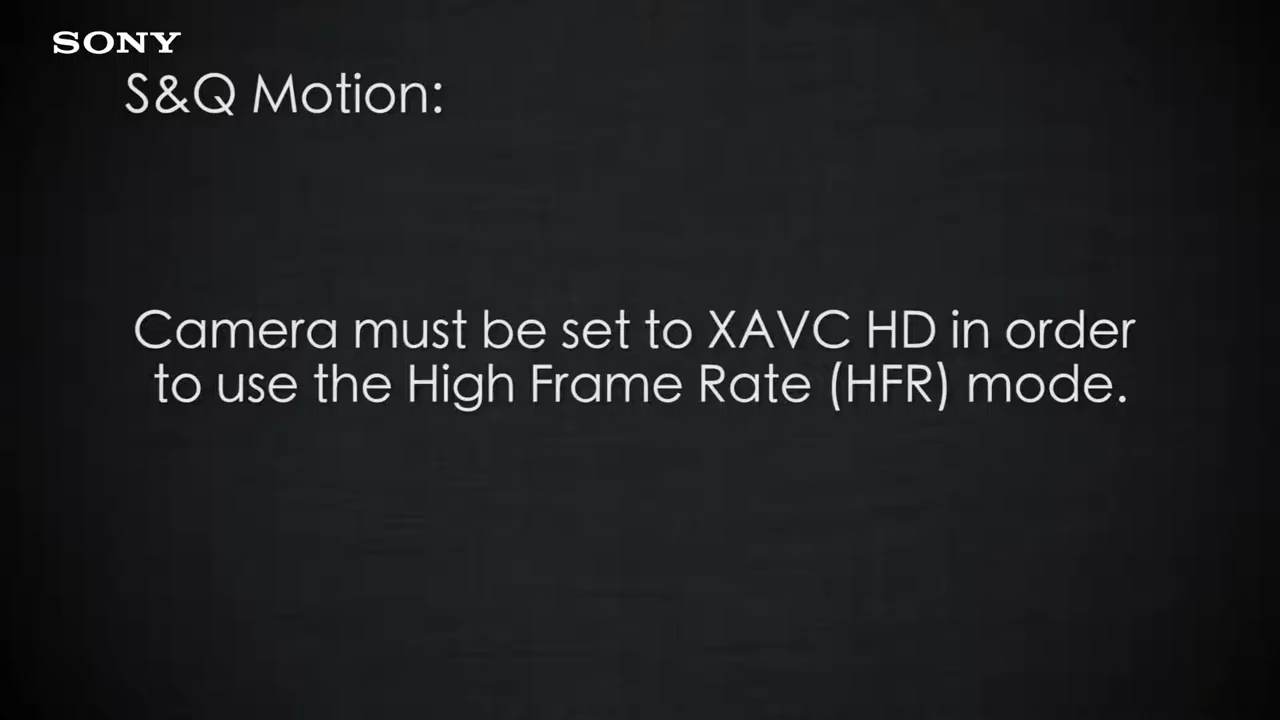 SONY
S&Q Motion:
Camera must be set to XAVC HD in order
to use the High Frame Rate (HFR) mode.